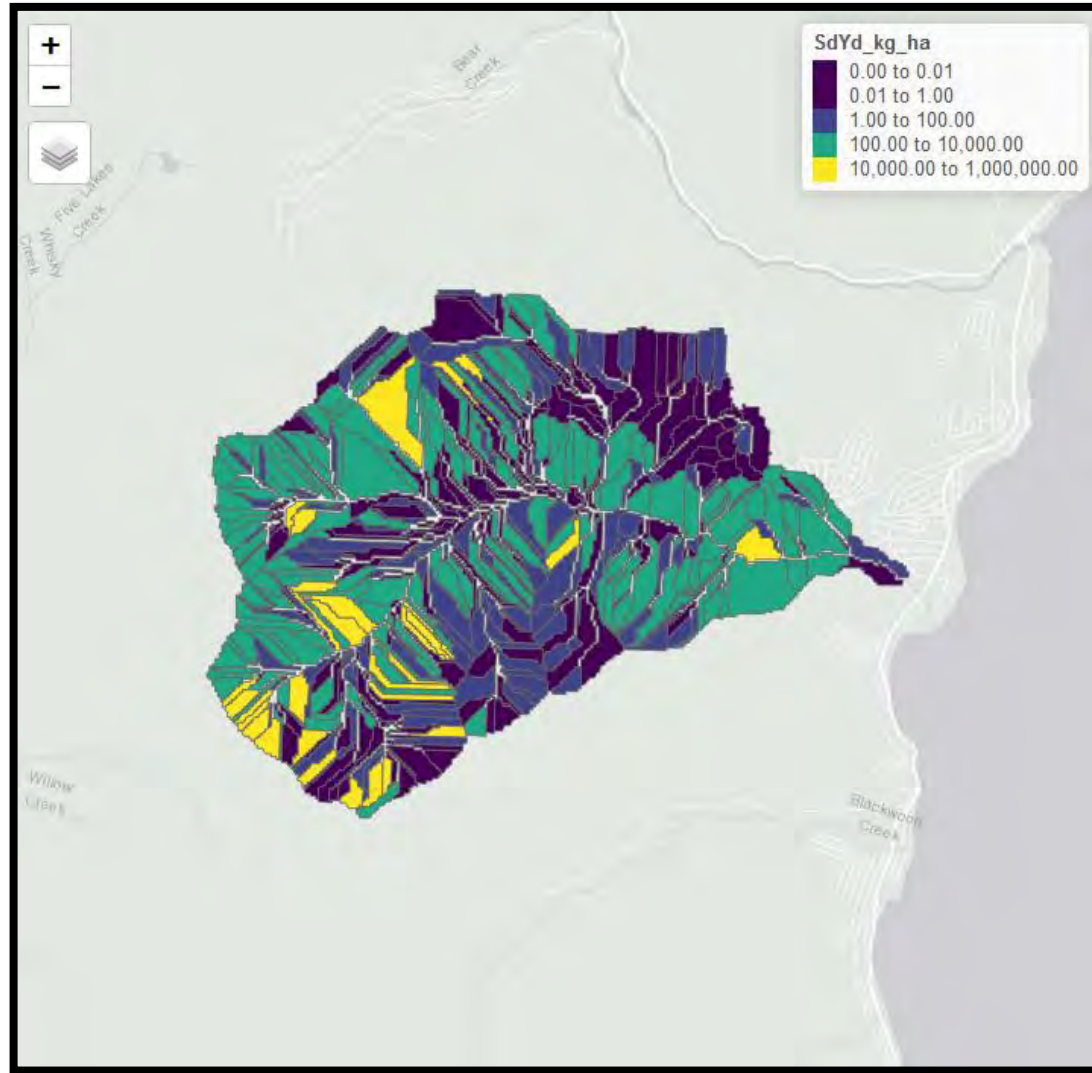 +
−
SdYd_kg_ha
0.00 to 0.01
0.01 to 1.00
1.00 to 100.00
100.00 to 10,000.00
10,000.00 to 1,000,000.00
Bear
Creek
Five Lakes
Creek
Whisky
Creek
Willow
Creek
Blackwood
Creek